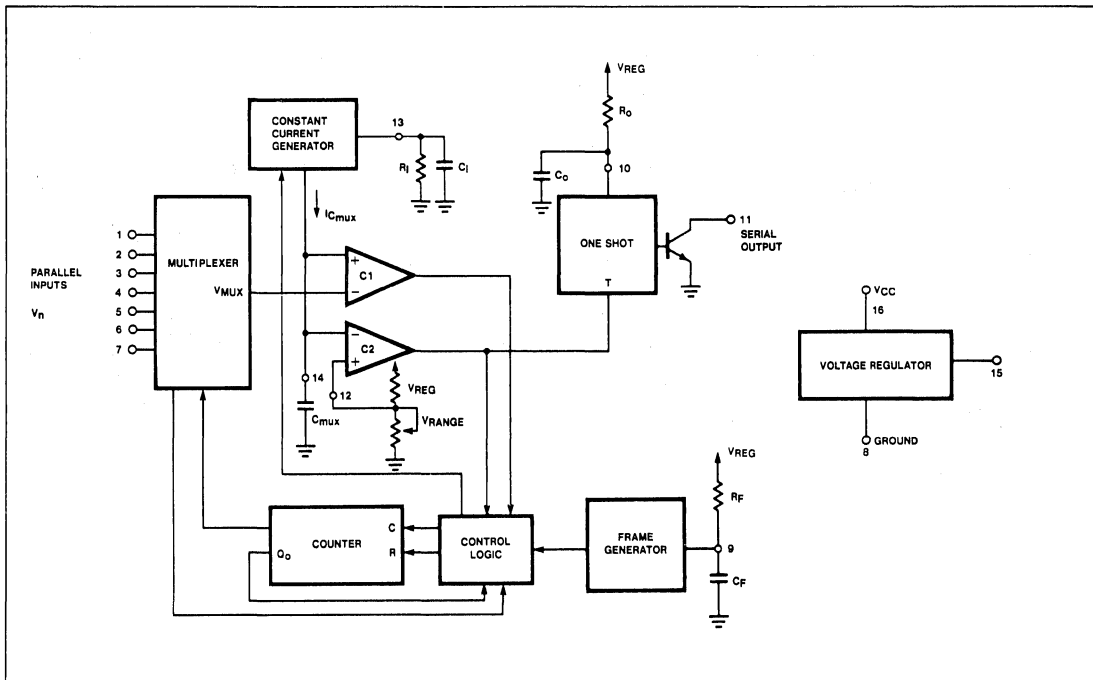 VREG
RO
CONSTANT
CURRENT
GENERATOR
13
RI
CI
CO
10
ICmux
ONE SHOT
T
11
SERIAL
OUTPUT
PARALLEL
INPUTS
Vn
1
2
3
4
5
6
7
MULTIPLEXER
VMUX
+
C1
−
−
C2
+
14
12
Cmux
VREG
VRANGE
VCC
16
VOLTAGE REGULATOR
15
GROUND
8
VREG
RF
COUNTER
C
R
QO
CONTROL
LOGIC
FRAME
GENERATOR
9
CF